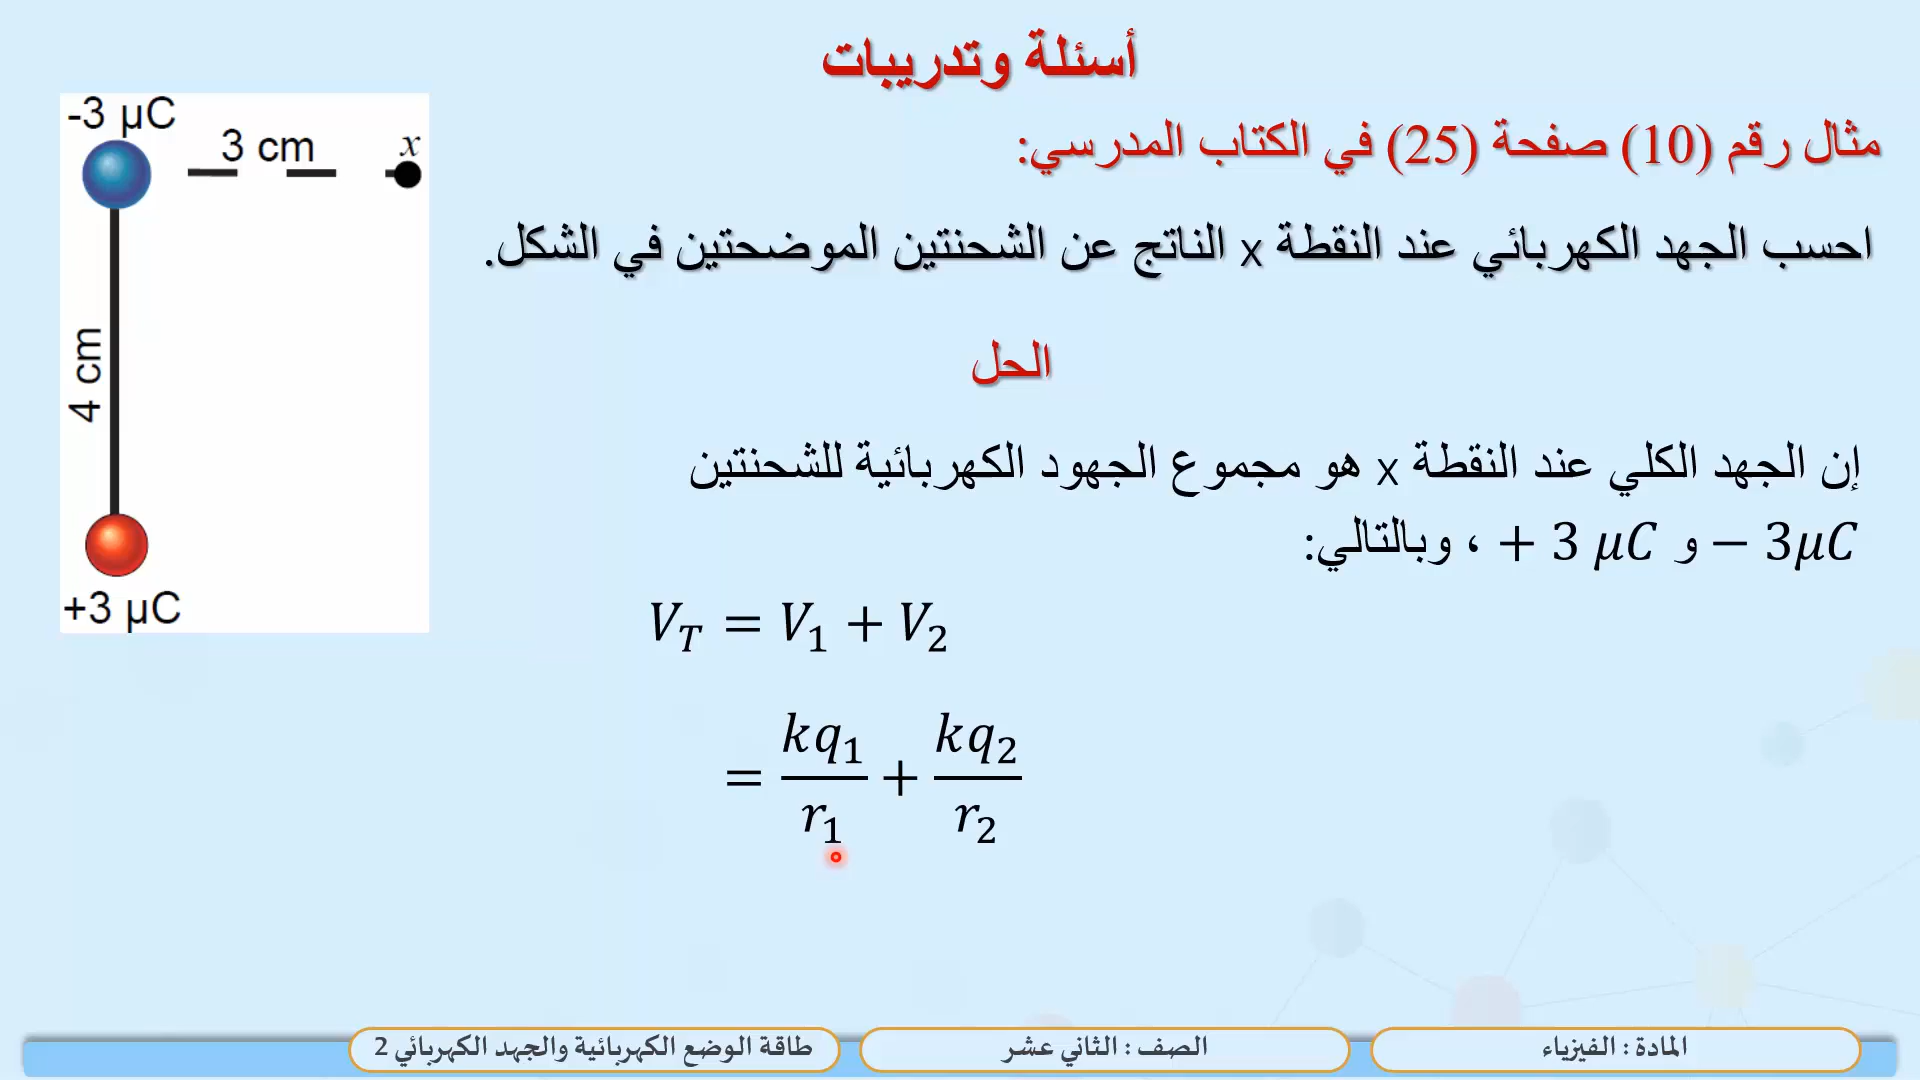 أسئلة وتدريبات
مثال رقم (10) صفحة (25) في الكتاب المدرسي:
احسب الجهد الكهربائي عند النقطة x الناتج عن الشحنتين الموضحتين في الشكل.
-3 µC
3 cm
x
4 cm
+3 µC
الحل
إن الجهد الكلي عند النقطة x هو مجموع الجهود الكهربائية للشحنتين
− 3μC و + 3 μC ، وبالتالي:
V_T = V_1 + V_2
= kq_1/r_1 + kq_2/r_2
المادة : الفيزياء
الصف : الثاني عشر
طاقة الوضع الكهربائية والجهد الكهربائي 2